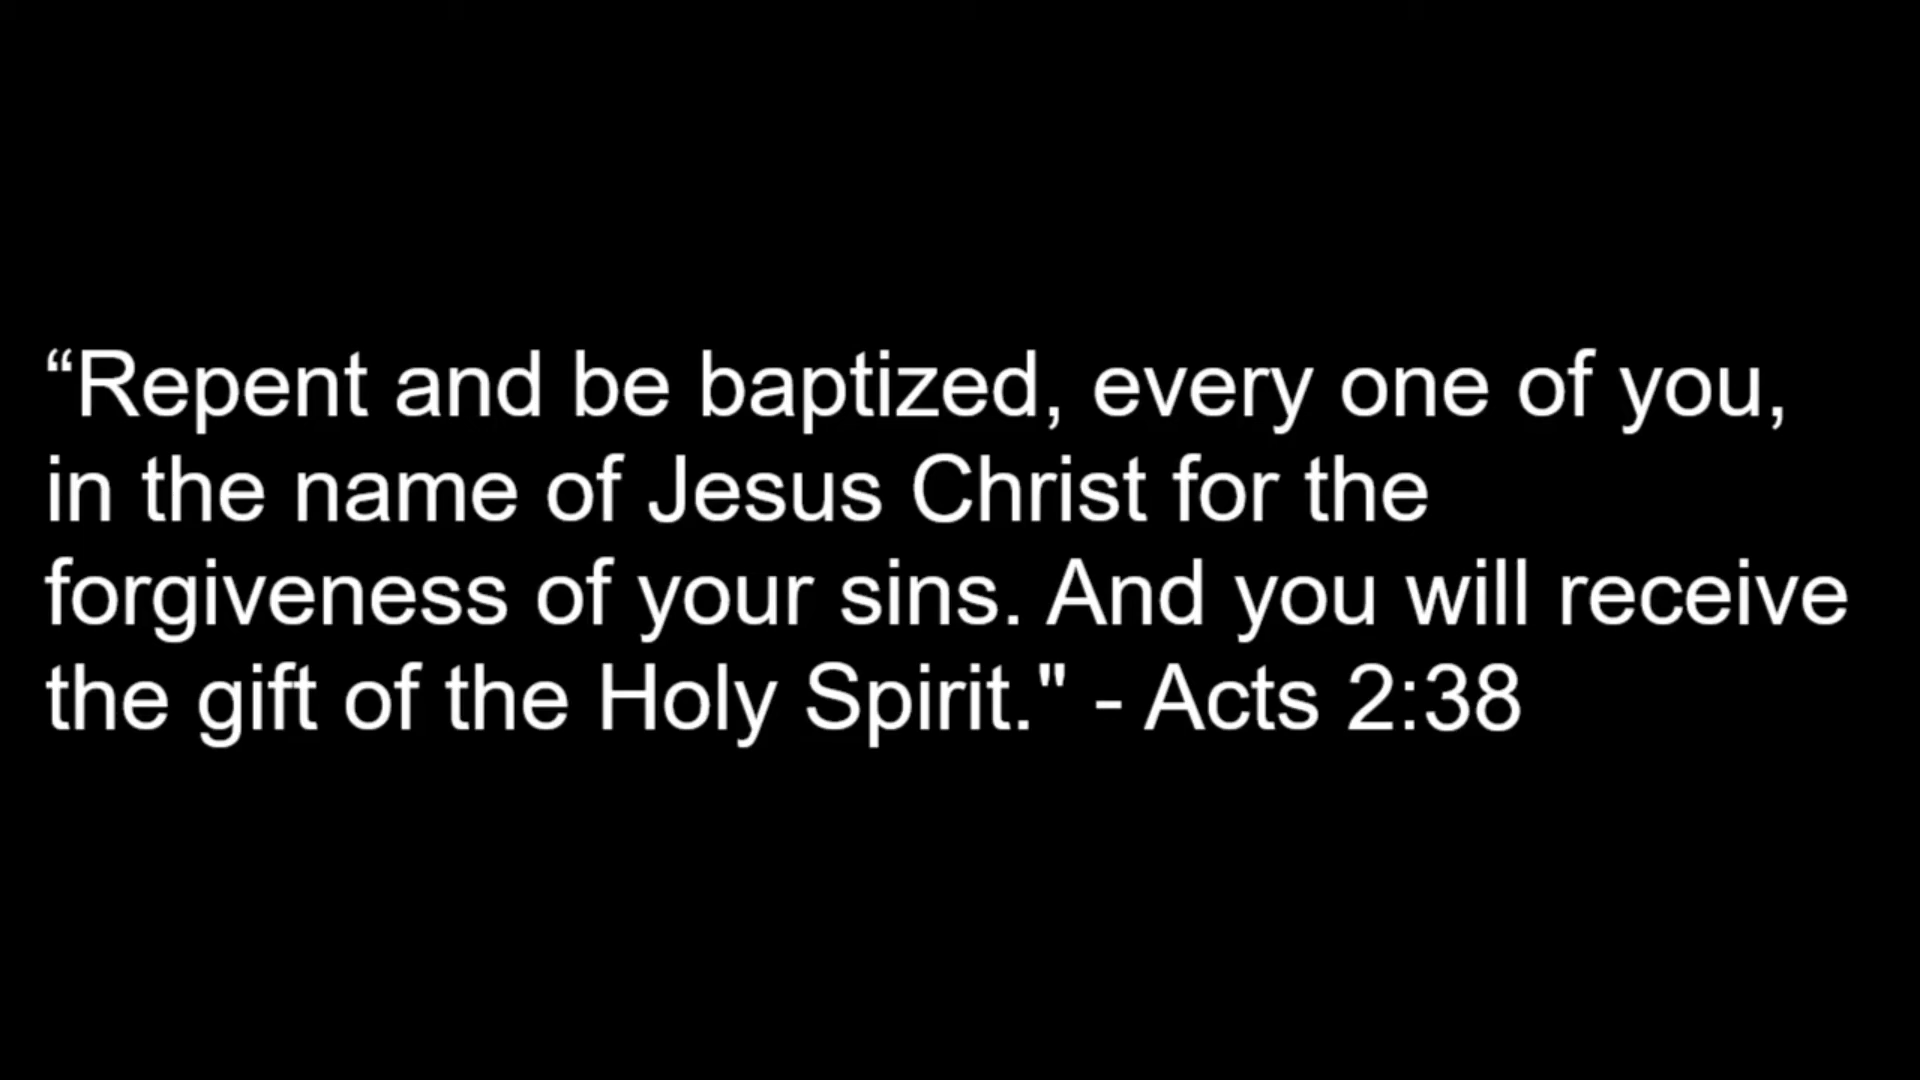 “Repent and be baptized, every one of you,
in the name of Jesus Christ for the
forgiveness of your sins. And you will receive
the gift of the Holy Spirit." - Acts 2:38